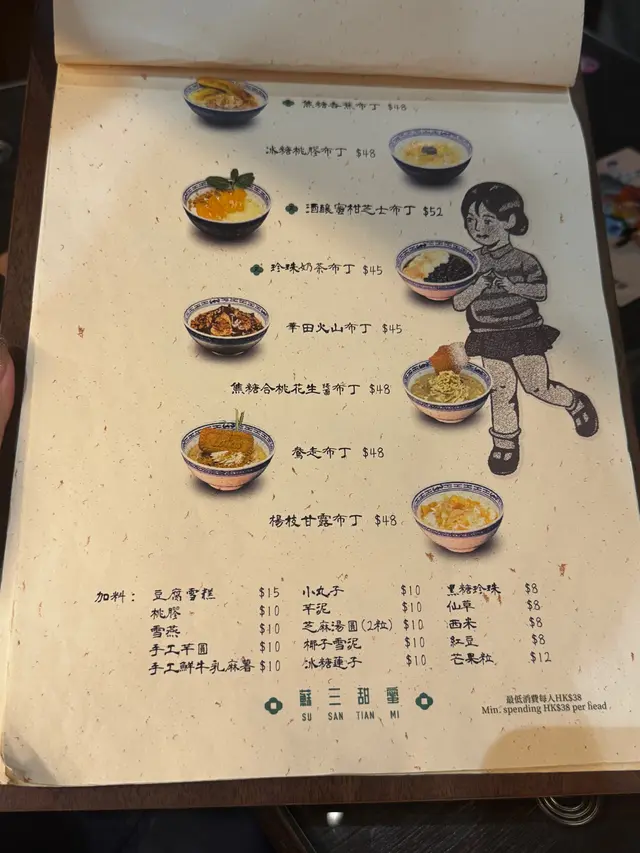 焦糖香蕉布丁 $48
冰糖桃膠布丁 $48
酒釀蜜柑芝士布丁 $52
珍珠奶茶布丁 $45
華田火山布丁 $45
焦糖合桃花生醬布丁 $48
齋走布丁 $48
楊枝甘露布丁 $48
加料： 豆腐雪糕 $15 小丸子 $10 黑糖珍珠 $8
桃膠 $10 芋泥 $10 仙草 $8
雪燕 $10 芝麻湯圓(2粒) $10 西米 $8
手工芋圓 $10 椰子雪泥 $10 紅豆 $8
手工鮮牛乳麻薯 $10 冰糖蓮子 $10 芒果粒 $12
蘇三甜蜜
SU SAN TIAN MI
最低消費每人HK$38
Min. spending HK$38 per head